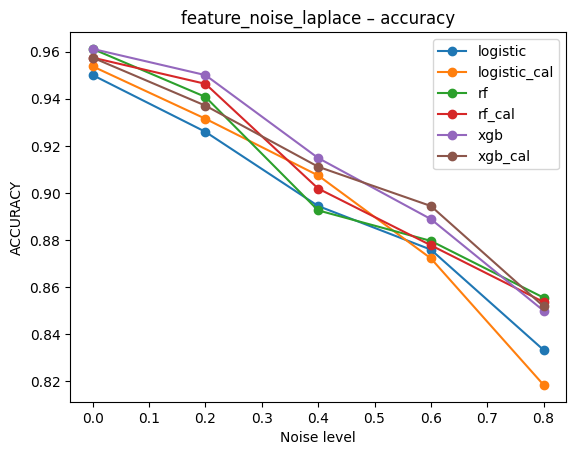 feature_noise_laplace – accuracy
ACCURACY
0.96
0.94
0.92
0.90
0.88
0.86
0.84
0.82
logistic
logistic_cal
rf
rf_cal
xgb
xgb_cal
0.0 0.1 0.2 0.3 0.4 0.5 0.6 0.7 0.8
Noise level